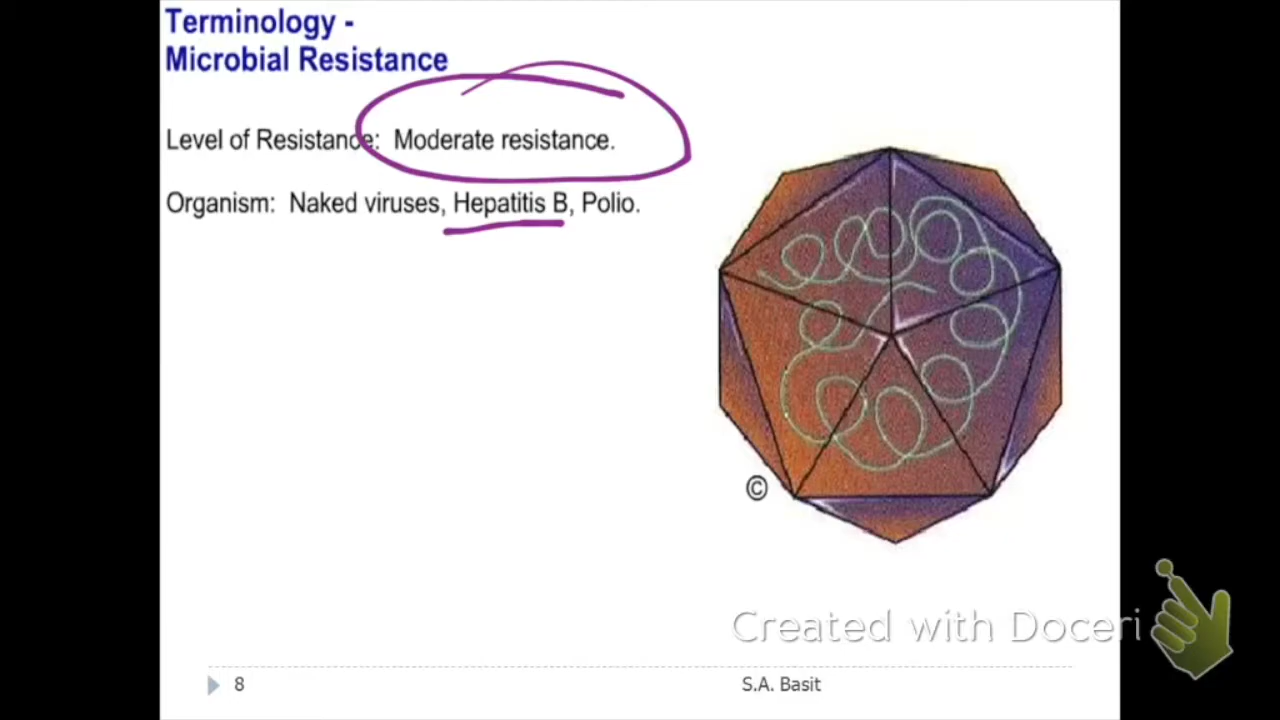 Terminology -
Microbial Resistance
Level of Resistance: Moderate resistance.
Organism: Naked viruses, Hepatitis B, Polio.
©
Created with Doceri
8
S.A. Basit